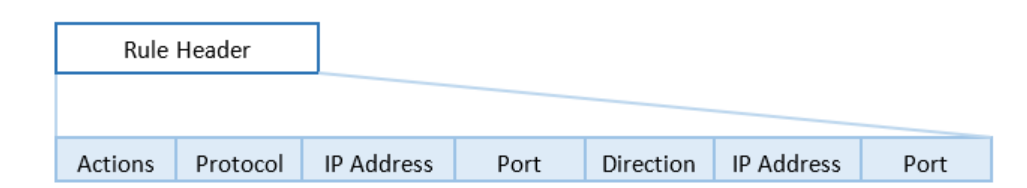 Rule Header
Actions Protocol IP Address Port Direction IP Address Port